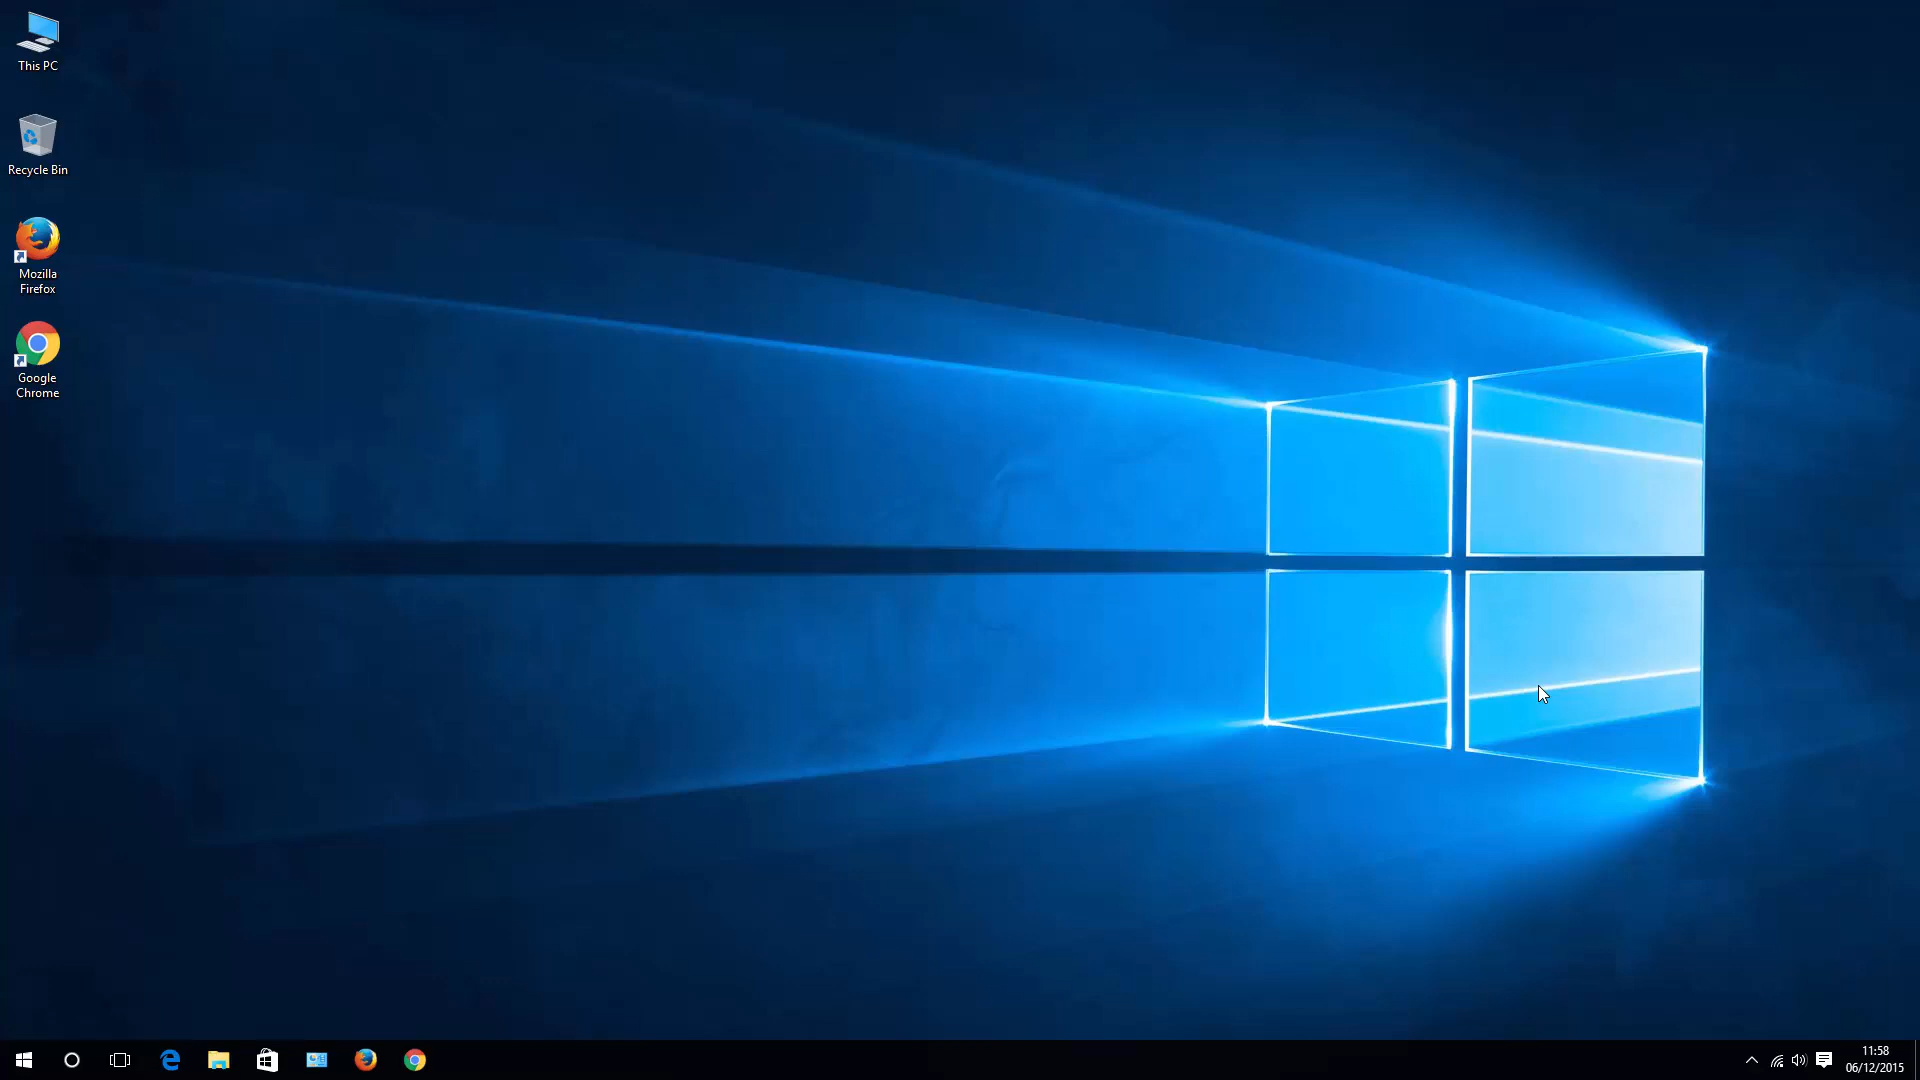 This PC
Recycle Bin
Mozilla
Firefox
Google
Chrome
11:58
06/12/2015